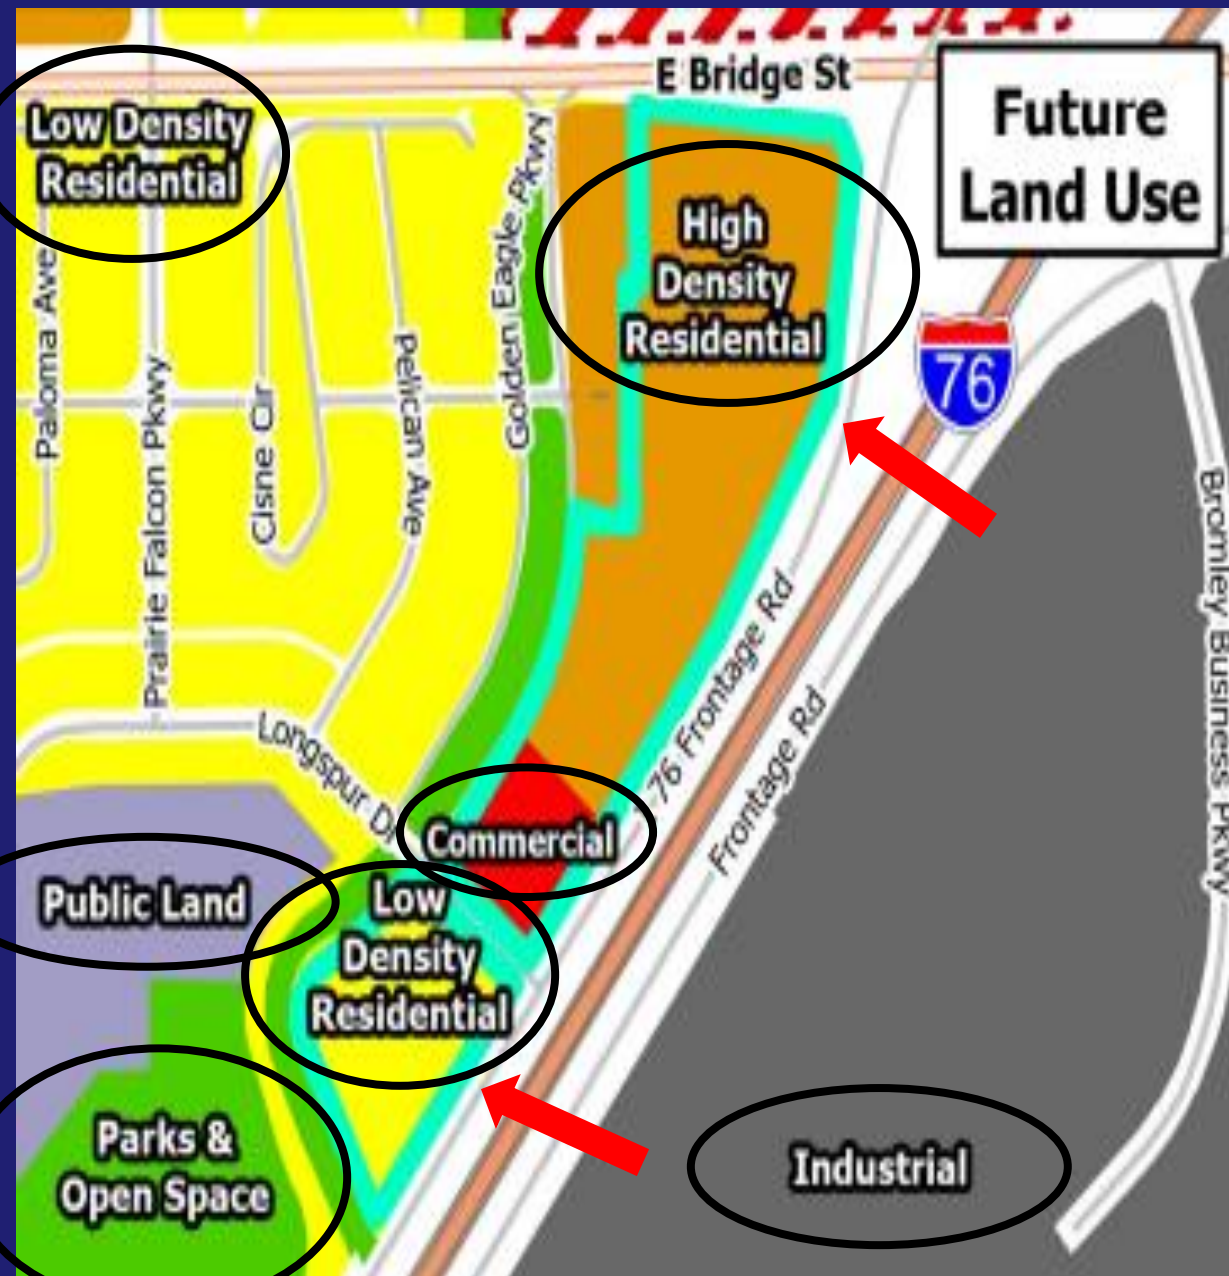 E Bridge St
Future
Land Use
Low Density
Residential
High
Density
Residential
76
Paloma Ave
Prairie Falcon Pkwy
Cisne Cir
Pelican Ave
Golden Eagle Pkwy
Longspur Dr
76 Frontage Rd
Frontage Rd
Bromley Business Pkwy
Commercial
Public Land
Low
Density
Residential
Parks &
Open Space
Industrial